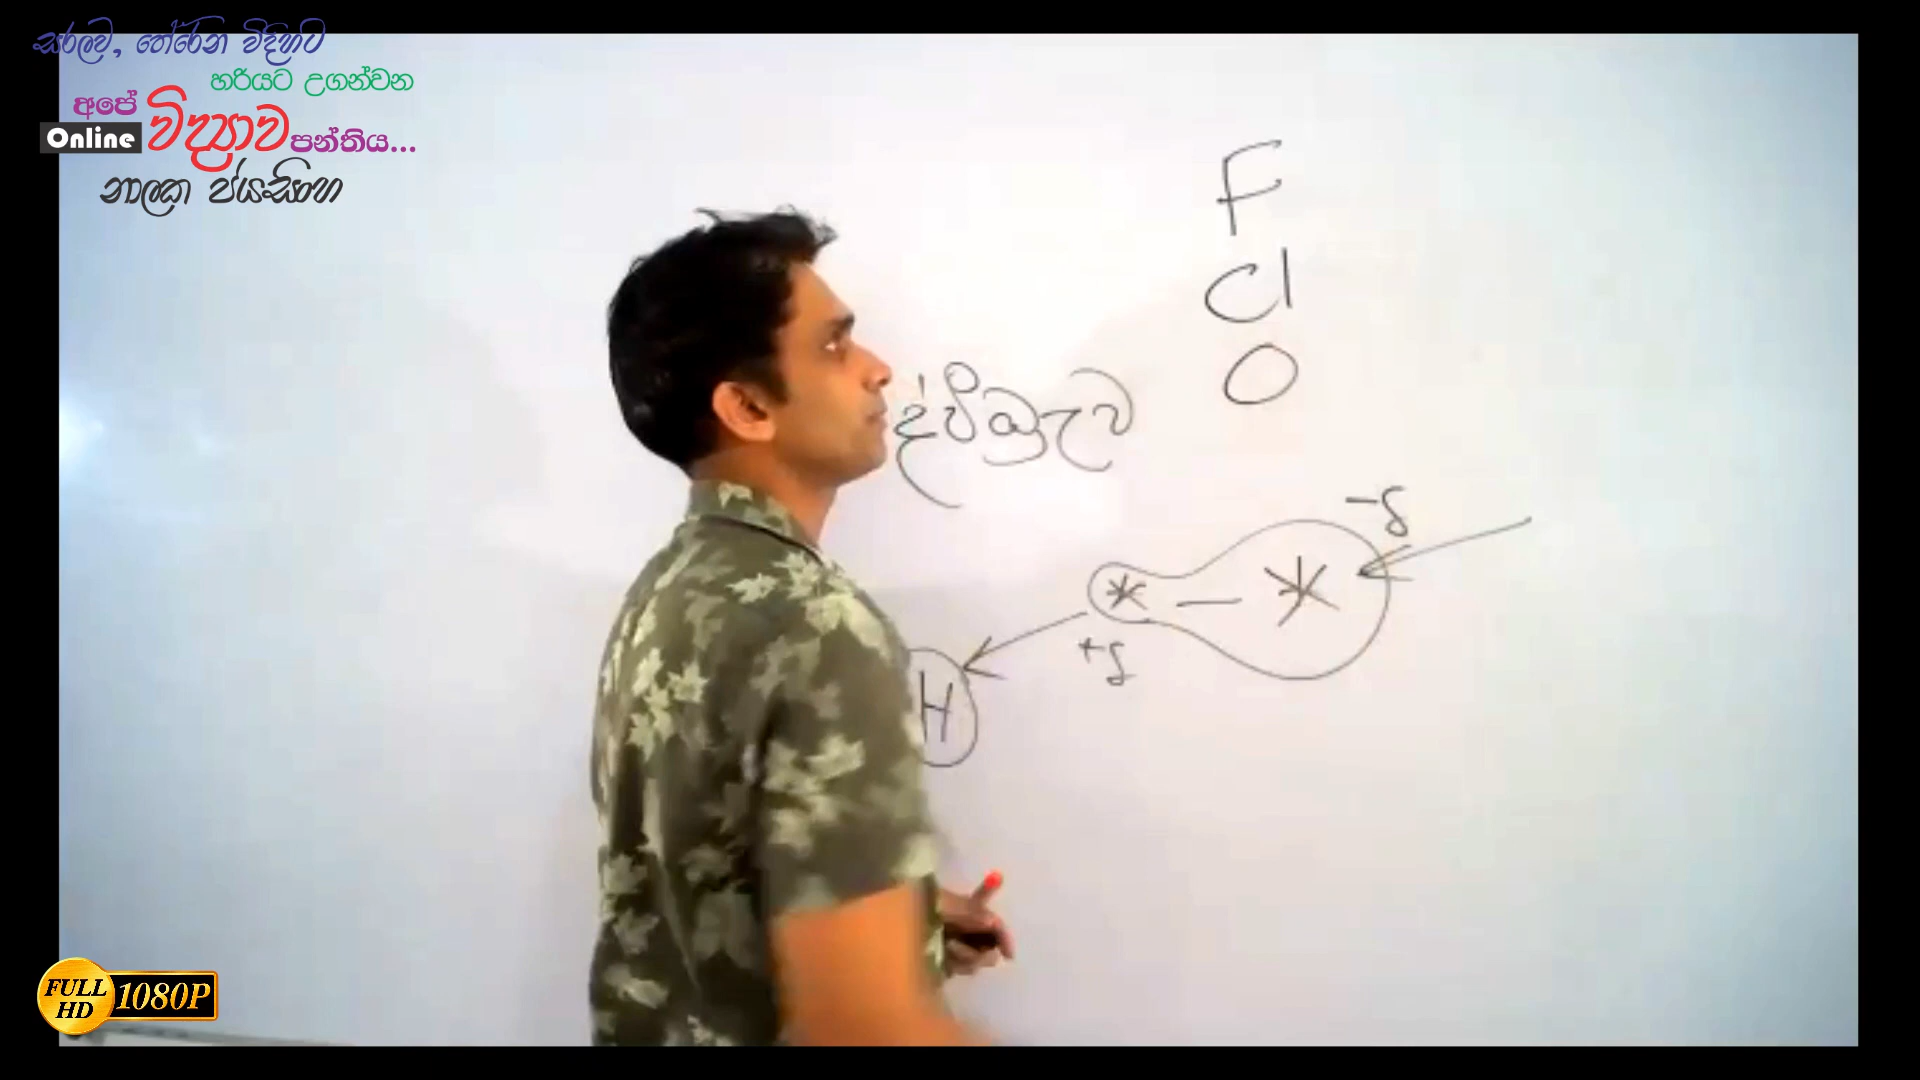 සරලව, තේරෙන විදිහට
හරියට උගන්වන
අපේ
Online විද්‍යාව පන්තිය...
නාලක ජයසිංහ
F
Cl
O
ද්විධ්‍රැව
-δ
* - *
+δ
H
FULL HD 1080P